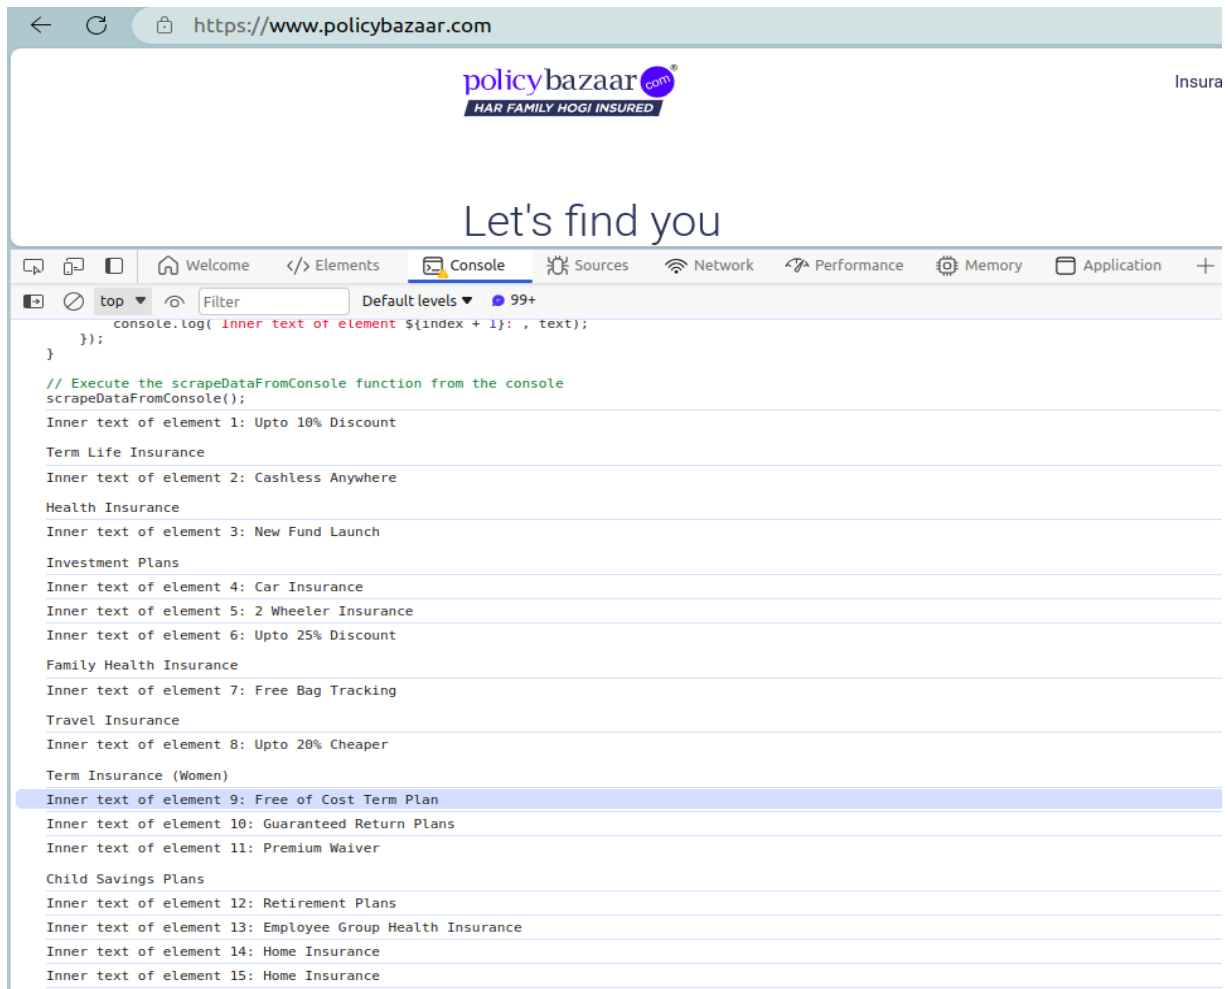 https://www.policybazaar.com
policybazaar com ®
HAR FAMILY HOGI INSURED
Insura
Let's find you
Welcome </> Elements Console Sources Network Performance Memory Application +
top ▼ Filter Default levels ▼ 99+
console.log( Inner text of element ${index + 1}: , text);
});
}
// Execute the scrapeDataFromConsole function from the console
scrapeDataFromConsole();
Inner text of element 1: Upto 10% Discount
Term Life Insurance
Inner text of element 2: Cashless Anywhere
Health Insurance
Inner text of element 3: New Fund Launch
Investment Plans
Inner text of element 4: Car Insurance
Inner text of element 5: 2 Wheeler Insurance
Inner text of element 6: Upto 25% Discount
Family Health Insurance
Inner text of element 7: Free Bag Tracking
Travel Insurance
Inner text of element 8: Upto 20% Cheaper
Term Insurance (Women)
Inner text of element 9: Free of Cost Term Plan
Inner text of element 10: Guaranteed Return Plans
Inner text of element 11: Premium Waiver
Child Savings Plans
Inner text of element 12: Retirement Plans
Inner text of element 13: Employee Group Health Insurance
Inner text of element 14: Home Insurance
Inner text of element 15: Home Insurance